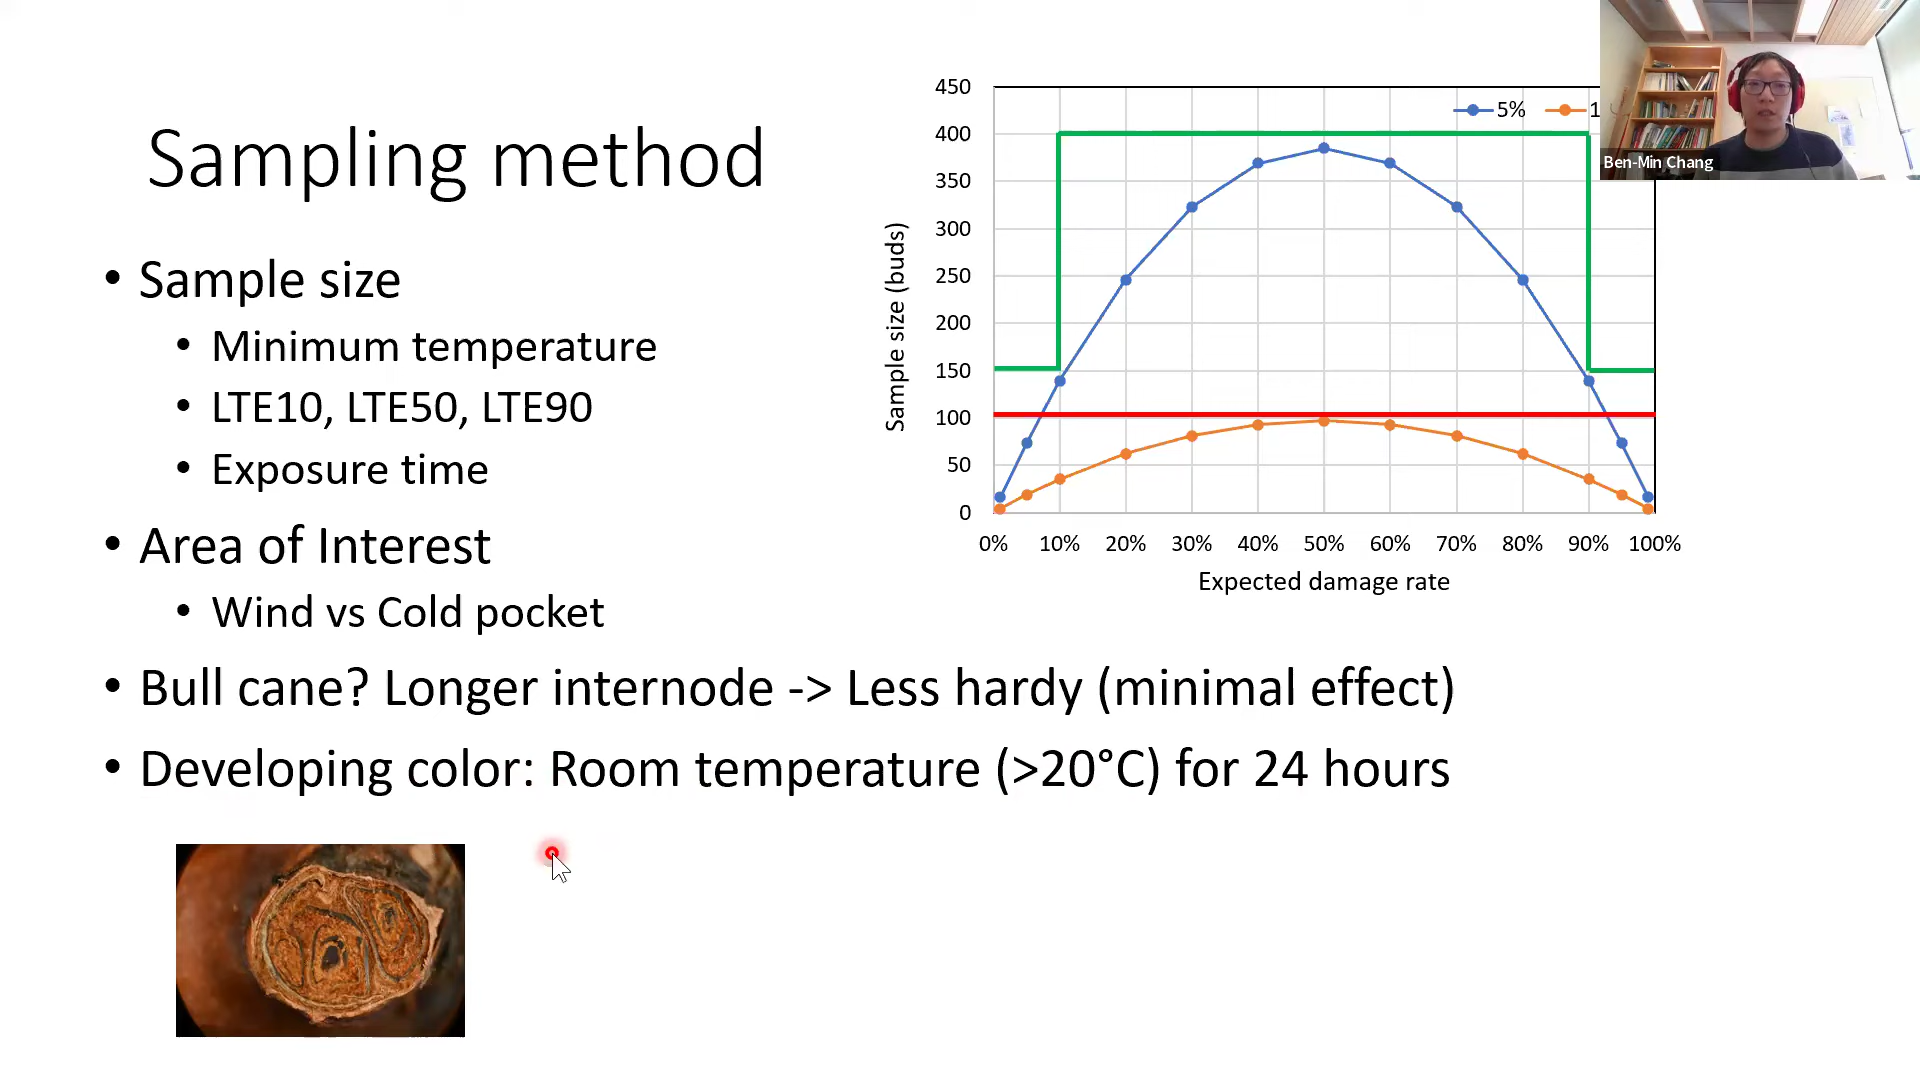 Sampling method
• Sample size
• Minimum temperature
• LTE10, LTE50, LTE90
• Exposure time
• Area of Interest
• Wind vs Cold pocket
• Bull cane? Longer internode -> Less hardy (minimal effect)
• Developing color: Room temperature (>20°C) for 24 hours
5%
450
400
350
300
250
200
150
100
50
0
Sample size (buds)
0% 10% 20% 30% 40% 50% 60% 70% 80% 90% 100%
Expected damage rate
Ben-Min Chang